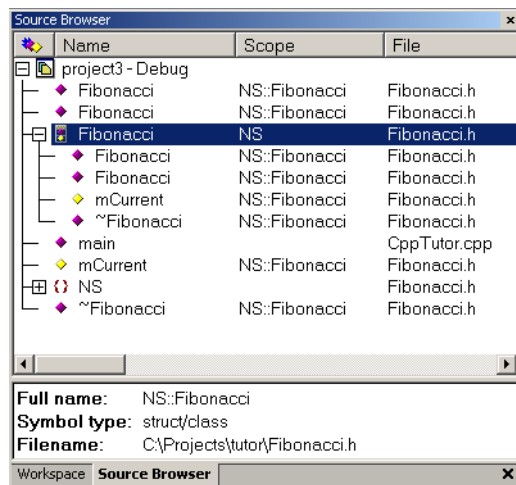 Source Browser
Name Scope File
project3 - Debug
Fibonacci NS::Fibonacci Fibonacci.h
Fibonacci NS::Fibonacci Fibonacci.h
Fibonacci NS Fibonacci.h
Fibonacci NS::Fibonacci Fibonacci.h
Fibonacci NS::Fibonacci Fibonacci.h
mCurrent NS::Fibonacci Fibonacci.h
~Fibonacci NS::Fibonacci Fibonacci.h
main CppTutor.cpp
mCurrent NS::Fibonacci Fibonacci.h
NS Fibonacci.h
~Fibonacci NS::Fibonacci Fibonacci.h
Full name: NS::Fibonacci
Symbol type: struct/class
Filename: C:\Projects\tutor\Fibonacci.h
Workspace Source Browser